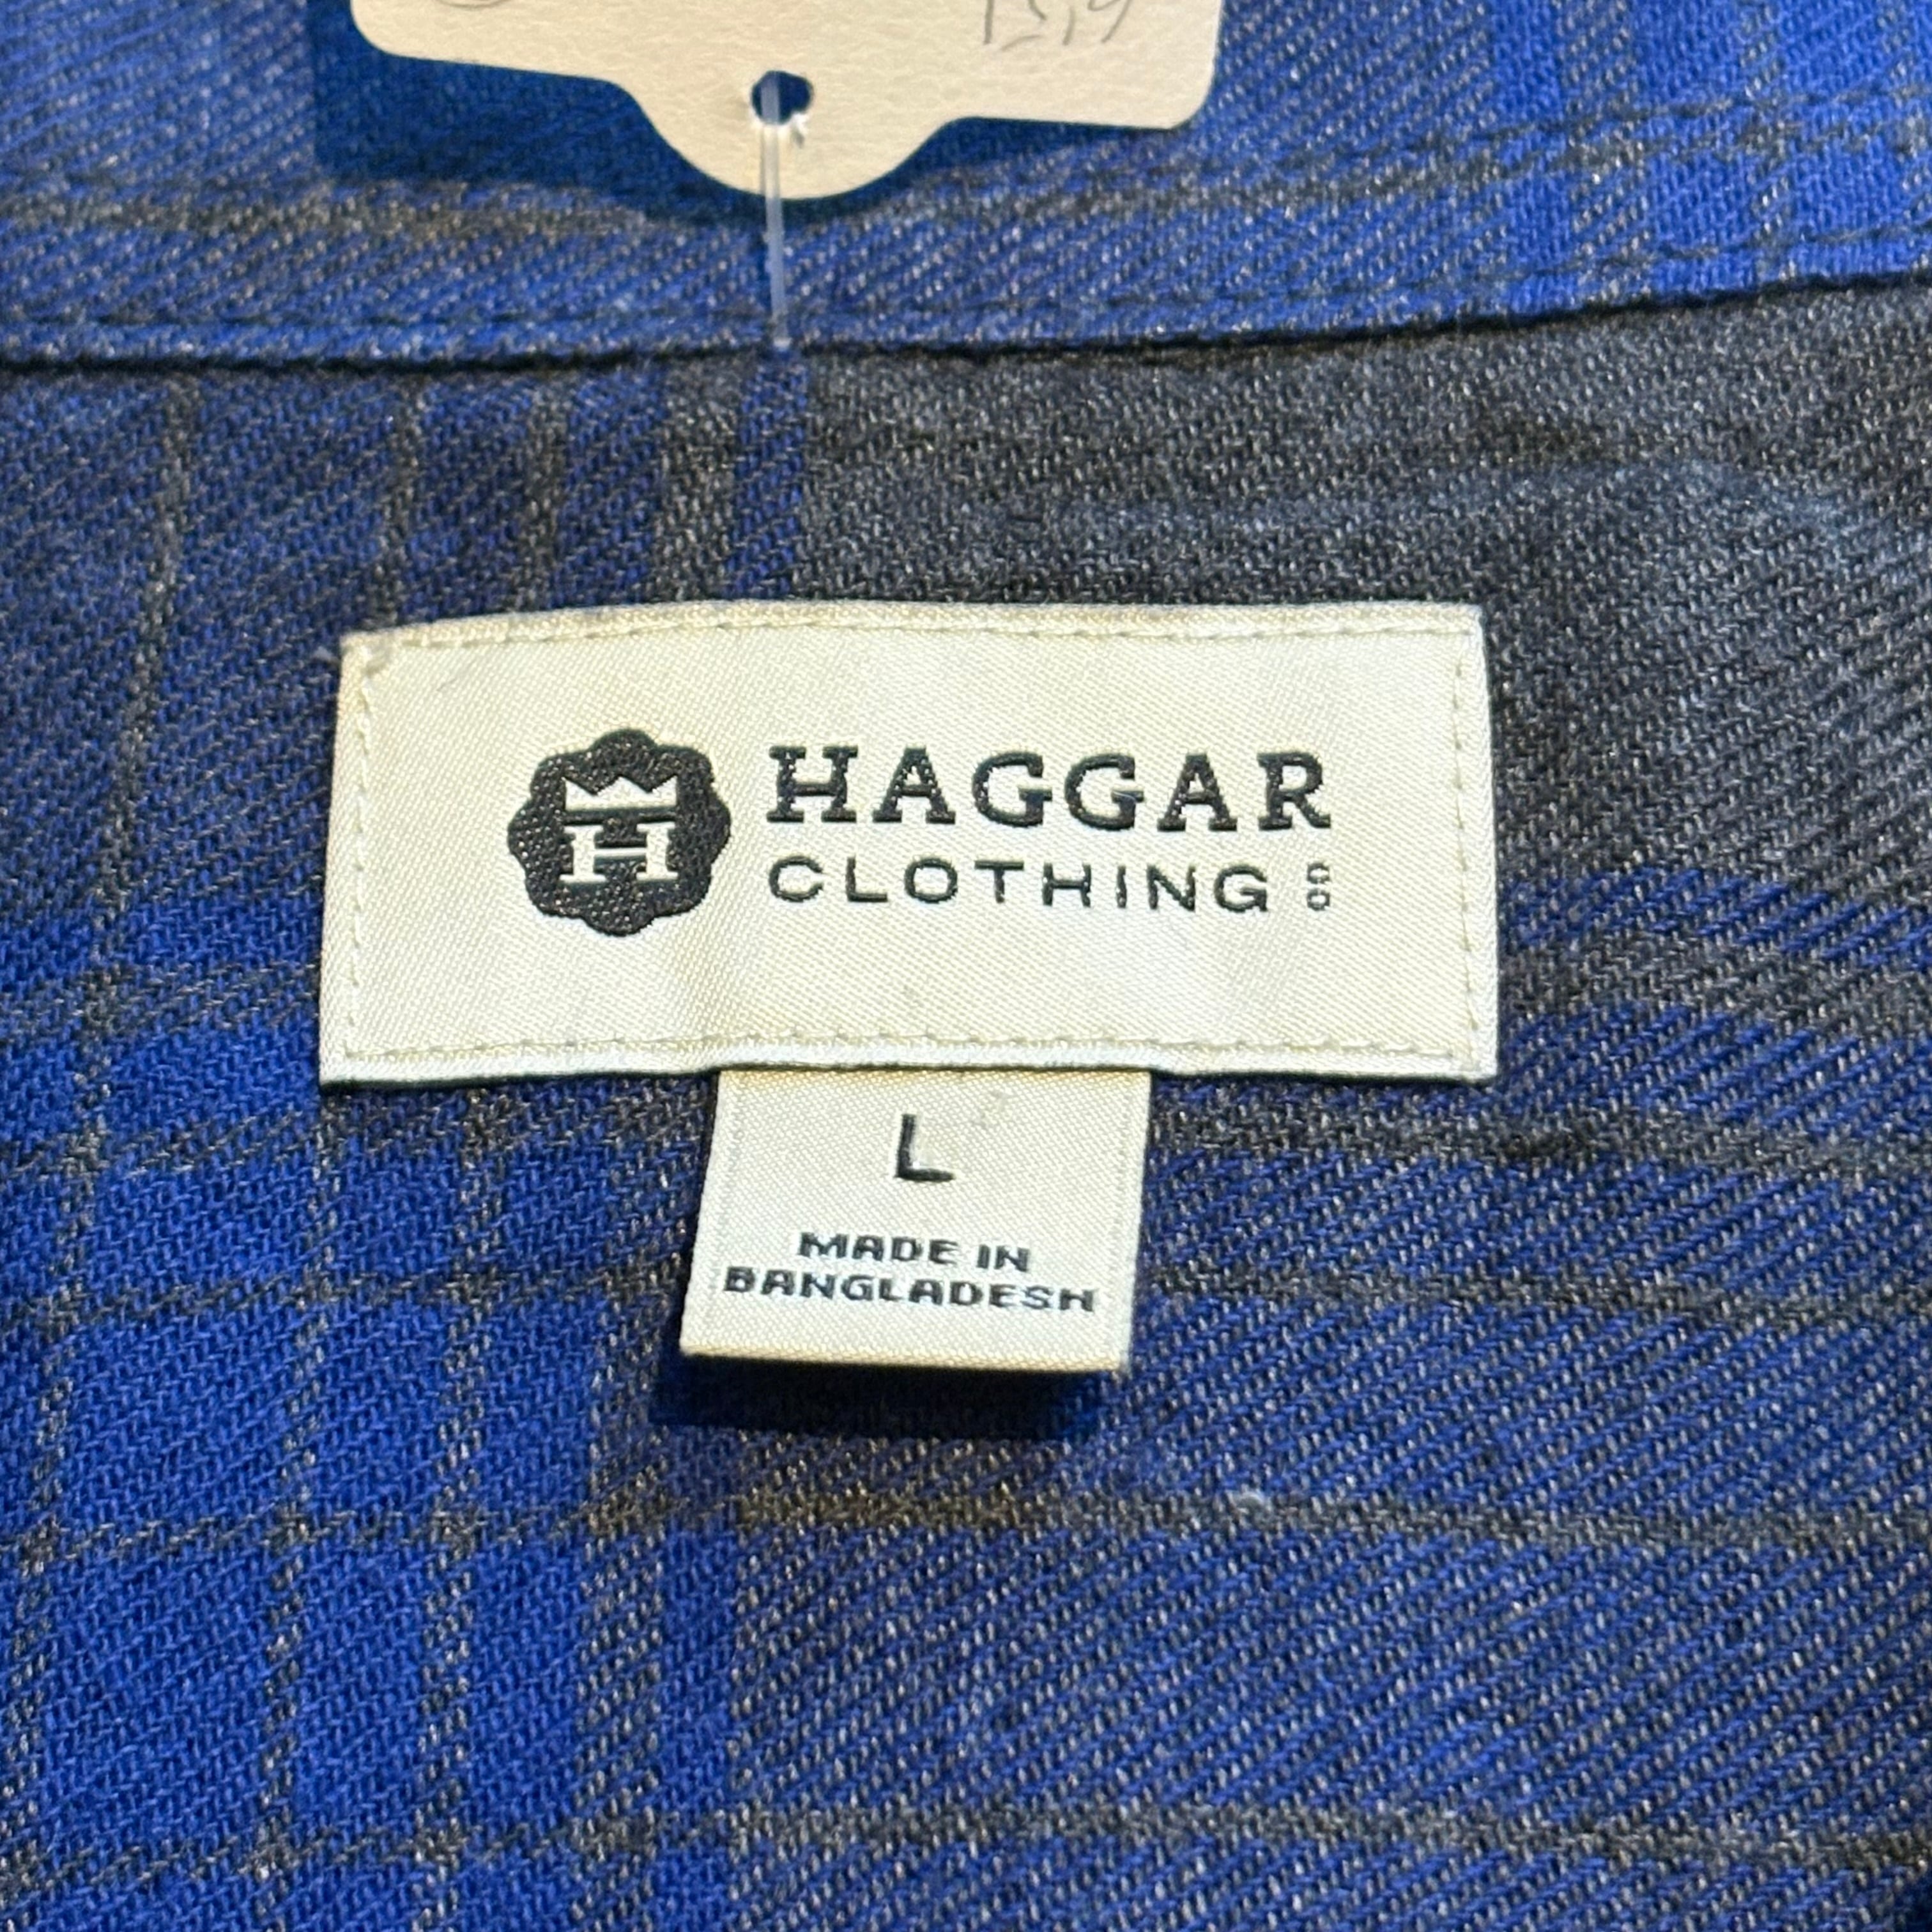 HAGGAR
CLOTHING CO
H
L
MADE IN
BANGLADESH